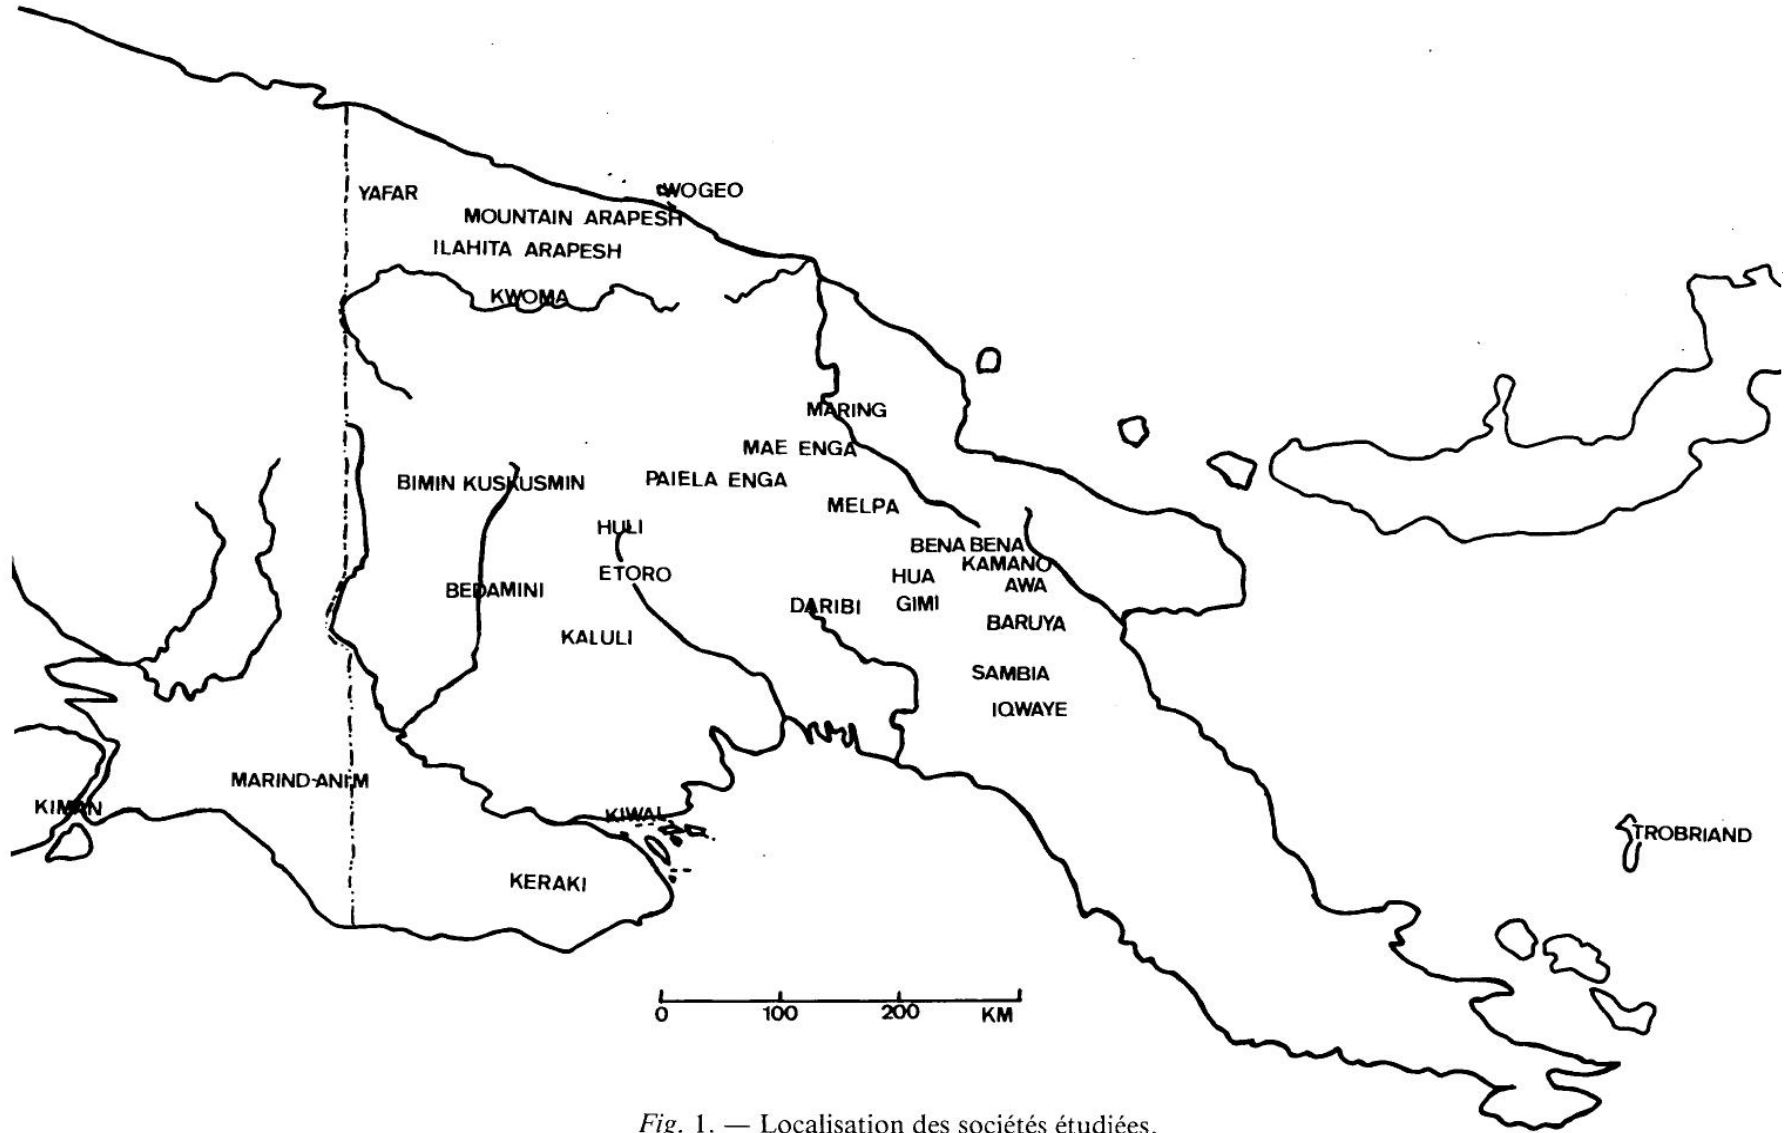 YAFAR
WOGEO
MOUNTAIN ARAPESH
ILAHITA ARAPESH
KWOMA
MARING
MAE ENGA
PAIELA ENGA
BIMIN KUSKUSMIN
MELPA
HULI
BENA BENA
KAMANO
ETORO
HUA
AWA
BEDAMINI
DARIBI
GIMI
BARUYA
KALULI
SAMBIA
IQWAYE
MARIND-ANIM
KIMAN
KIWAI
TROBRIAND
KERAKI
0 100 200 KM
Fig. 1. — Localisation des sociétés étudiées.